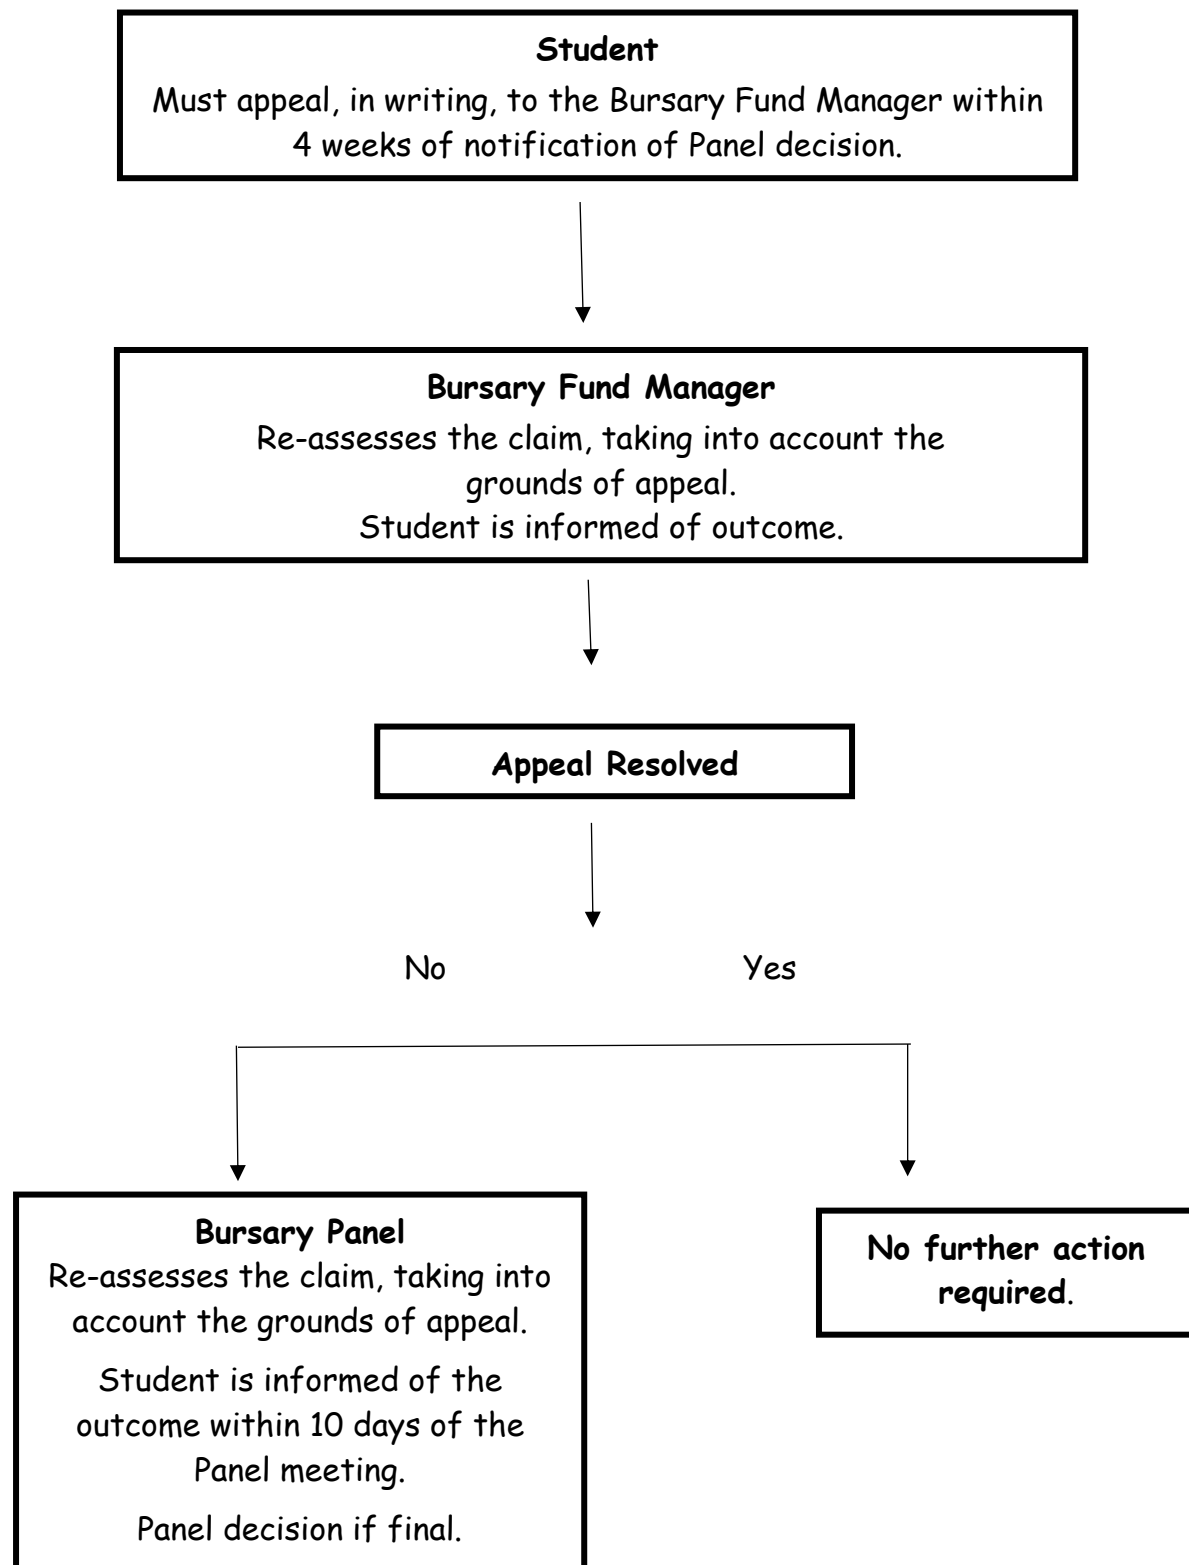 Student
Must appeal, in writing, to the Bursary Fund Manager within
4 weeks of notification of Panel decision.
Bursary Fund Manager
Re-assesses the claim, taking into account the
grounds of appeal.
Student is informed of outcome.
Appeal Resolved
No
Yes
Bursary Panel
Re-assesses the claim, taking into
account the grounds of appeal.
Student is informed of the
outcome within 10 days of the
Panel meeting.
Panel decision if final.
No further action
required.